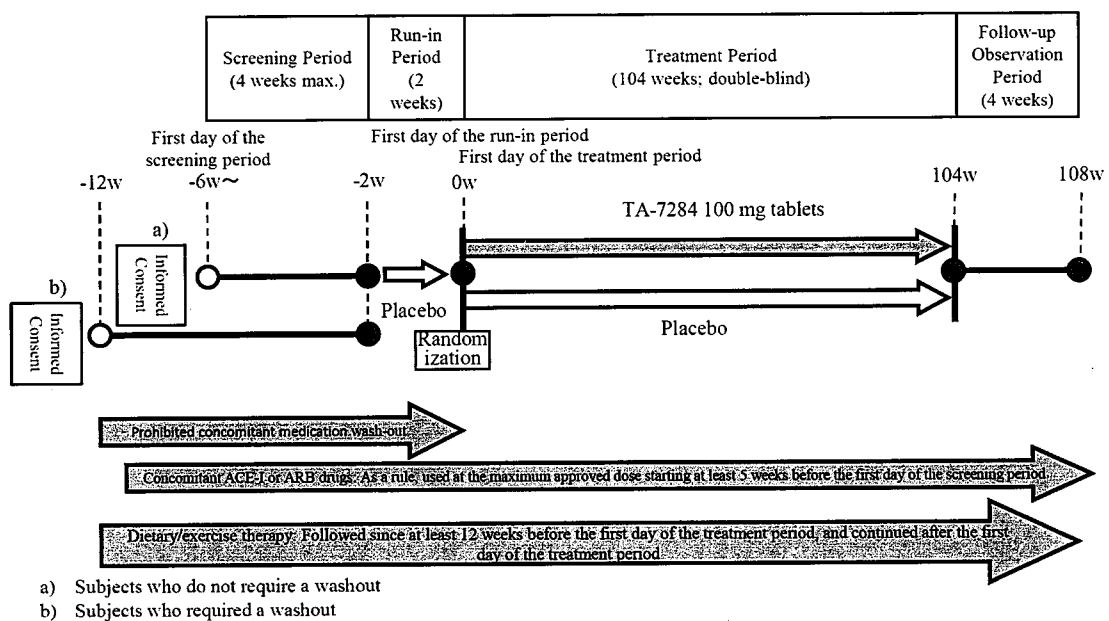 Screening Period
(4 weeks max.)
Run-in
Period
(2
weeks)
Treatment Period
(104 weeks; double-blind)
Follow-up
Observation
Period
(4 weeks)
First day of the
screening period
First day of the run-in period
First day of the treatment period
-12w
-6w~
-2w
0w
104w
108w
TA-7284 100 mg tablets
a)
Informed
Consent
b)
Informed
Consent
Placebo
Placebo
Random
ization
Prohibited concomitant medication wash-out
Concomitant ACE-I or ARB drugs: As a rule, used at the maximum approved dose starting at least 5 weeks before the first day of the screening period
Dietary/exercise therapy: Followed since at least 12 weeks before the first day of the treatment period, and continued after the first
day of the treatment period
a) Subjects who do not require a washout
b) Subjects who required a washout